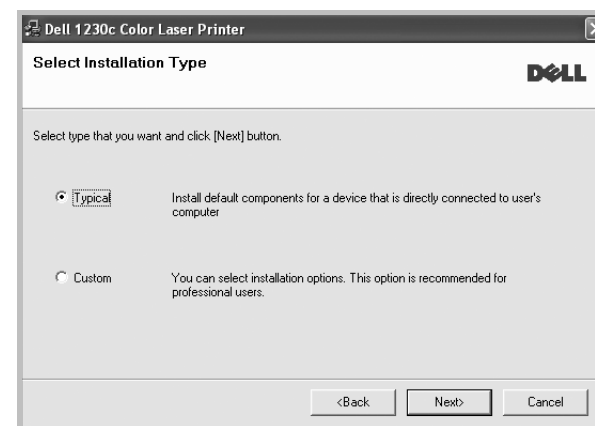 Dell 1230c Color Laser Printer
Select Installation Type
DELL
Select type that you want and click [Next] button.
Typical
Install default components for a device that is directly connected to user's
computer
Custom
You can select installation options. This option is recommended for
professional users.
<Back
Next>
Cancel